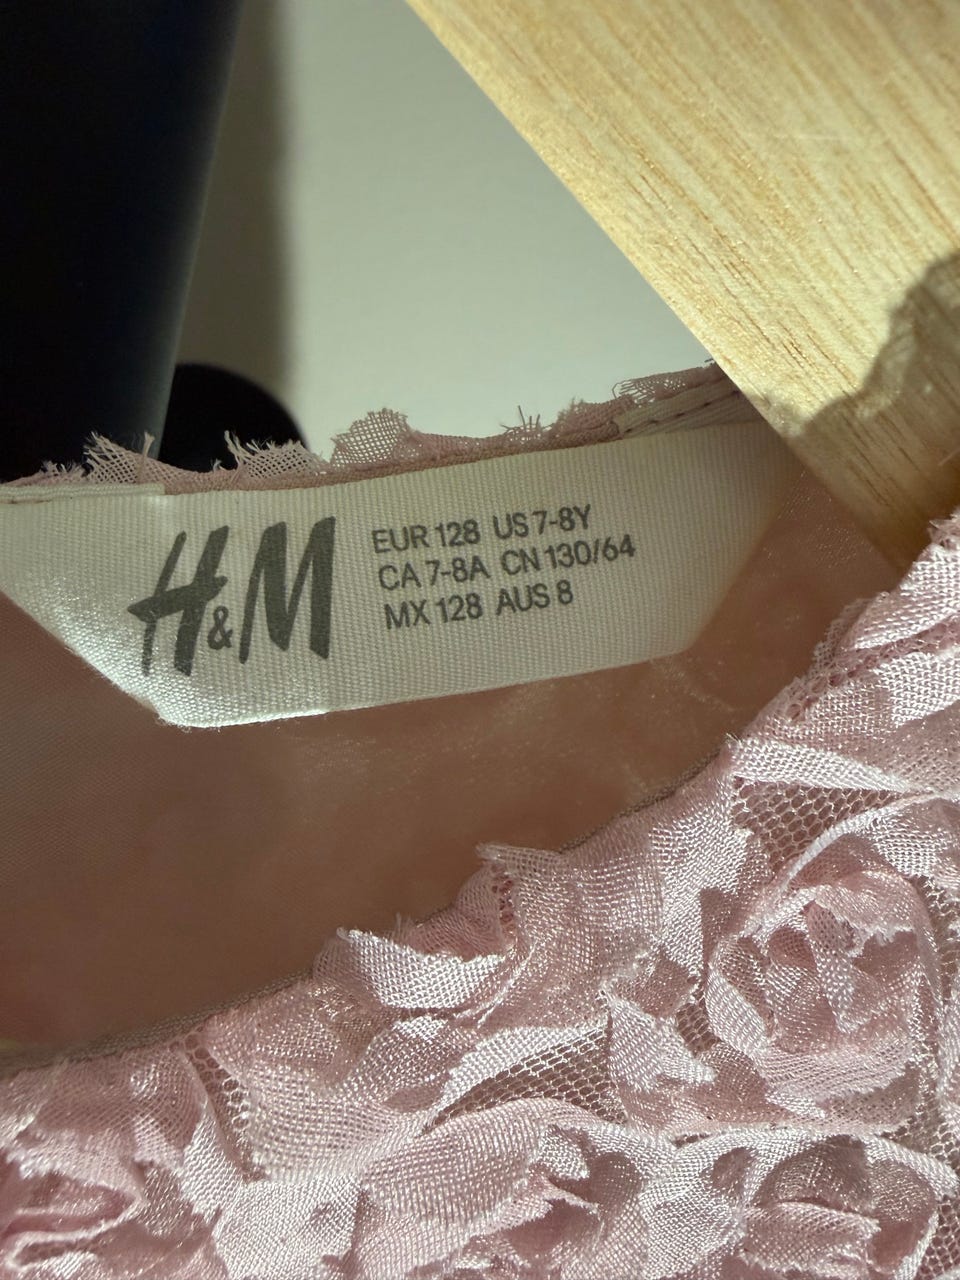 H&M
EUR 128 US 7-8Y
CA 7-8A CN 130/64
MX 128 AUS 8